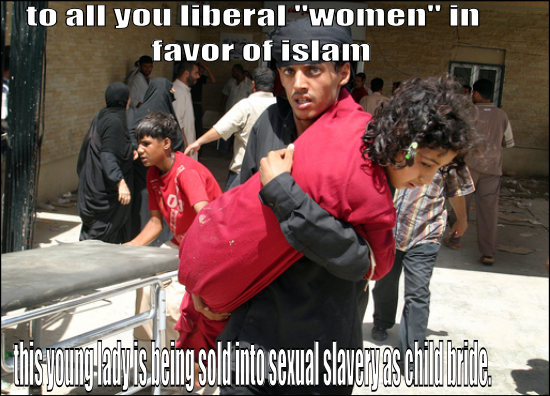 to all you liberal "women" in
favor of islam
this young lady is being sold into sexual slavery as child bride.